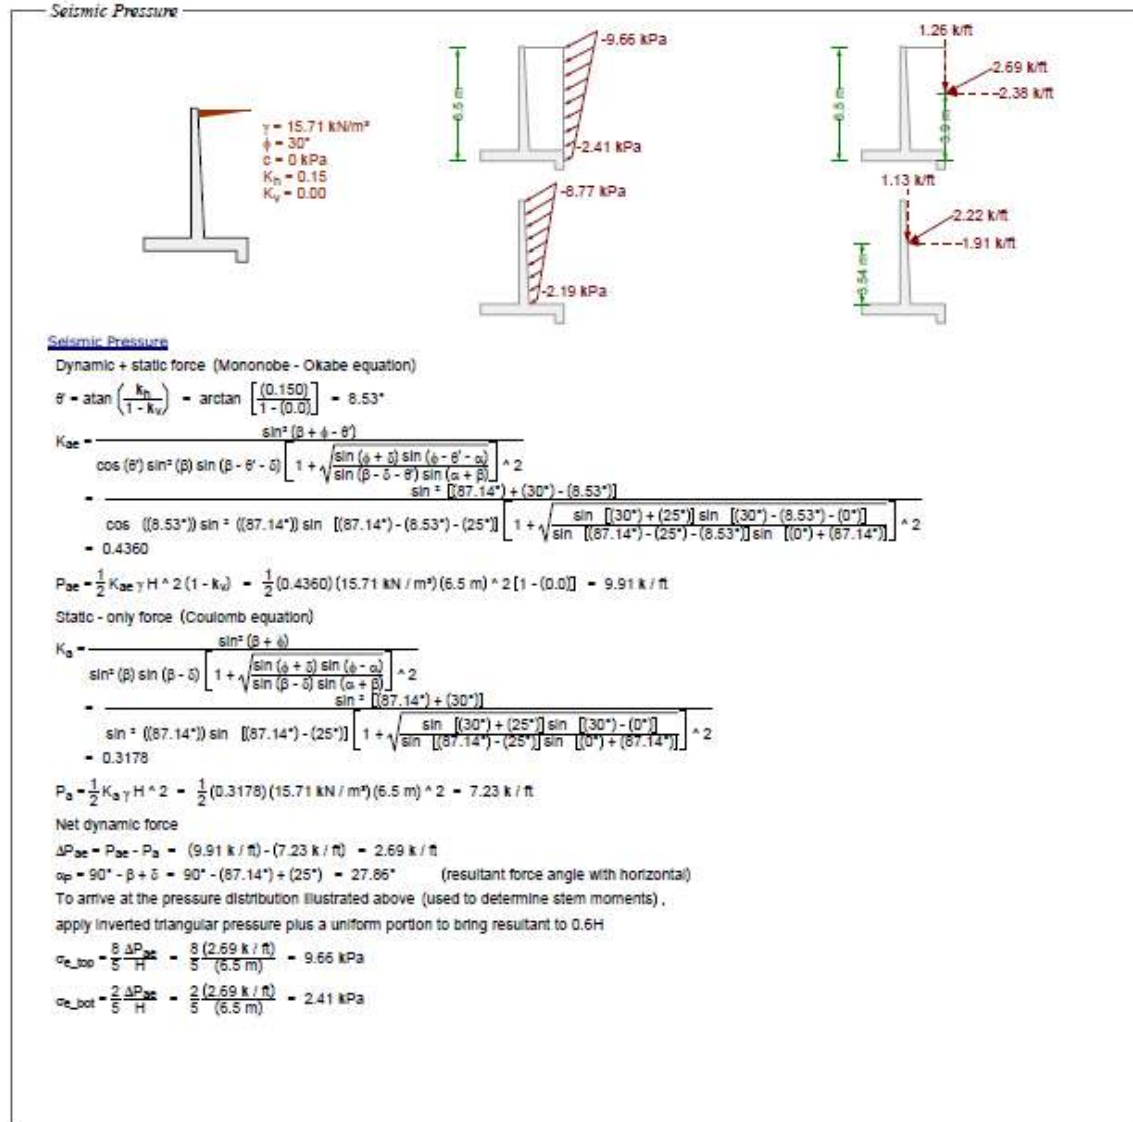 Seismic Pressure
γ = 15.71 kN/m³
ϕ = 30°
c = 0 kPa
Kh = 0.15
Kv = 0.00
6.5 m
-9.66 kPa
-2.41 kPa
6.5 m
1.26 k/ft
2.69 k/ft
2.38 k/ft
3.9 m
-8.77 kPa
-2.19 kPa
1.13 k/ft
2.22 k/ft
1.91 k/ft
3.54 m
Seismic Pressure
Dynamic + static force (Mononobe - Okabe equation)
θ' = atan (kh / (1 - kv)) = arctan [(0.150) / (1 - (0.0))] = 8.53°
Kae = sin² (β + ϕ - θ')
cos (θ') sin² (β) sin (β - θ' - δ) [1 + √(sin (ϕ + δ) sin (ϕ - θ' - α) / sin (β - δ - θ') sin (α + β))] ^ 2
= sin ² [(87.14°) + (30°) - (8.53°)]
cos ((8.53°)) sin ² ((87.14°)) sin [(87.14°) - (8.53°) - (25°)] [1 + √(sin [(30°) + (25°)] sin [(30°) - (8.53°) - (0°)] / sin [(87.14°) - (25°) - (8.53°)] sin [(0°) + (87.14°)])] ^ 2
= 0.4360
Pae = 1/2 Kae γ H ^ 2 (1 - kv) = 1/2 (0.4360) (15.71 kN / m³) (6.5 m) ^ 2 [1 - (0.0)] = 9.91 k / ft
Static - only force (Coulomb equation)
Ka = sin² (β + ϕ)
sin² (β) sin (β - δ) [1 + √(sin (ϕ + δ) sin (ϕ - α) / sin (β - δ) sin (α + β))] ^ 2
= sin ² [(87.14°) + (30°)]
sin ² ((87.14°)) sin [(87.14°) - (25°)] [1 + √(sin [(30°) + (25°)] sin [(30°) - (0°)] / sin [(87.14°) - (25°)] sin [(0°) + (87.14°)])] ^ 2
= 0.3178
Pa = 1/2 Ka γ H ^ 2 = 1/2 (0.3178) (15.71 kN / m³) (6.5 m) ^ 2 = 7.23 k / ft
Net dynamic force
ΔPae = Pae - Pa = (9.91 k / ft) - (7.23 k / ft) = 2.69 k / ft
αP = 90° - β + δ = 90° - (87.14°) + (25°) = 27.86° (resultant force angle with horizontal)
To arrive at the pressure distribution illustrated above (used to determine stem moments) ,
apply inverted triangular pressure plus a uniform portion to bring resultant to 0.6H
σe_top = 8/5 ΔPae/H = 8/5 (2.69 k / ft)/(6.5 m) = 9.66 kPa
σe_bot = 2/5 ΔPae/H = 2/5 (2.69 k / ft)/(6.5 m) = 2.41 kPa